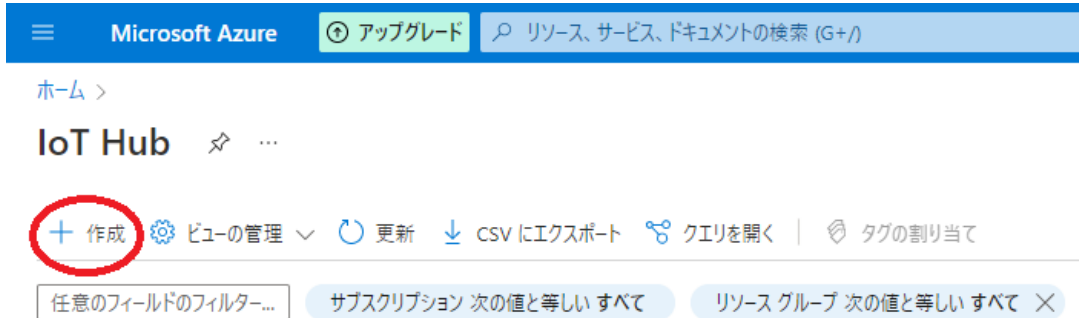 Microsoft Azure アップグレード リソース、サービス、ドキュメントの検索 (G+/)
ホーム >
IoT Hub ...
+ 作成 ビューの管理 更新 CSV にエクスポート クエリを開く タグの割り当て
任意のフィールドのフィルター... サブスクリプション 次の値と等しい すべて リソース グループ 次の値と等しい すべて ×